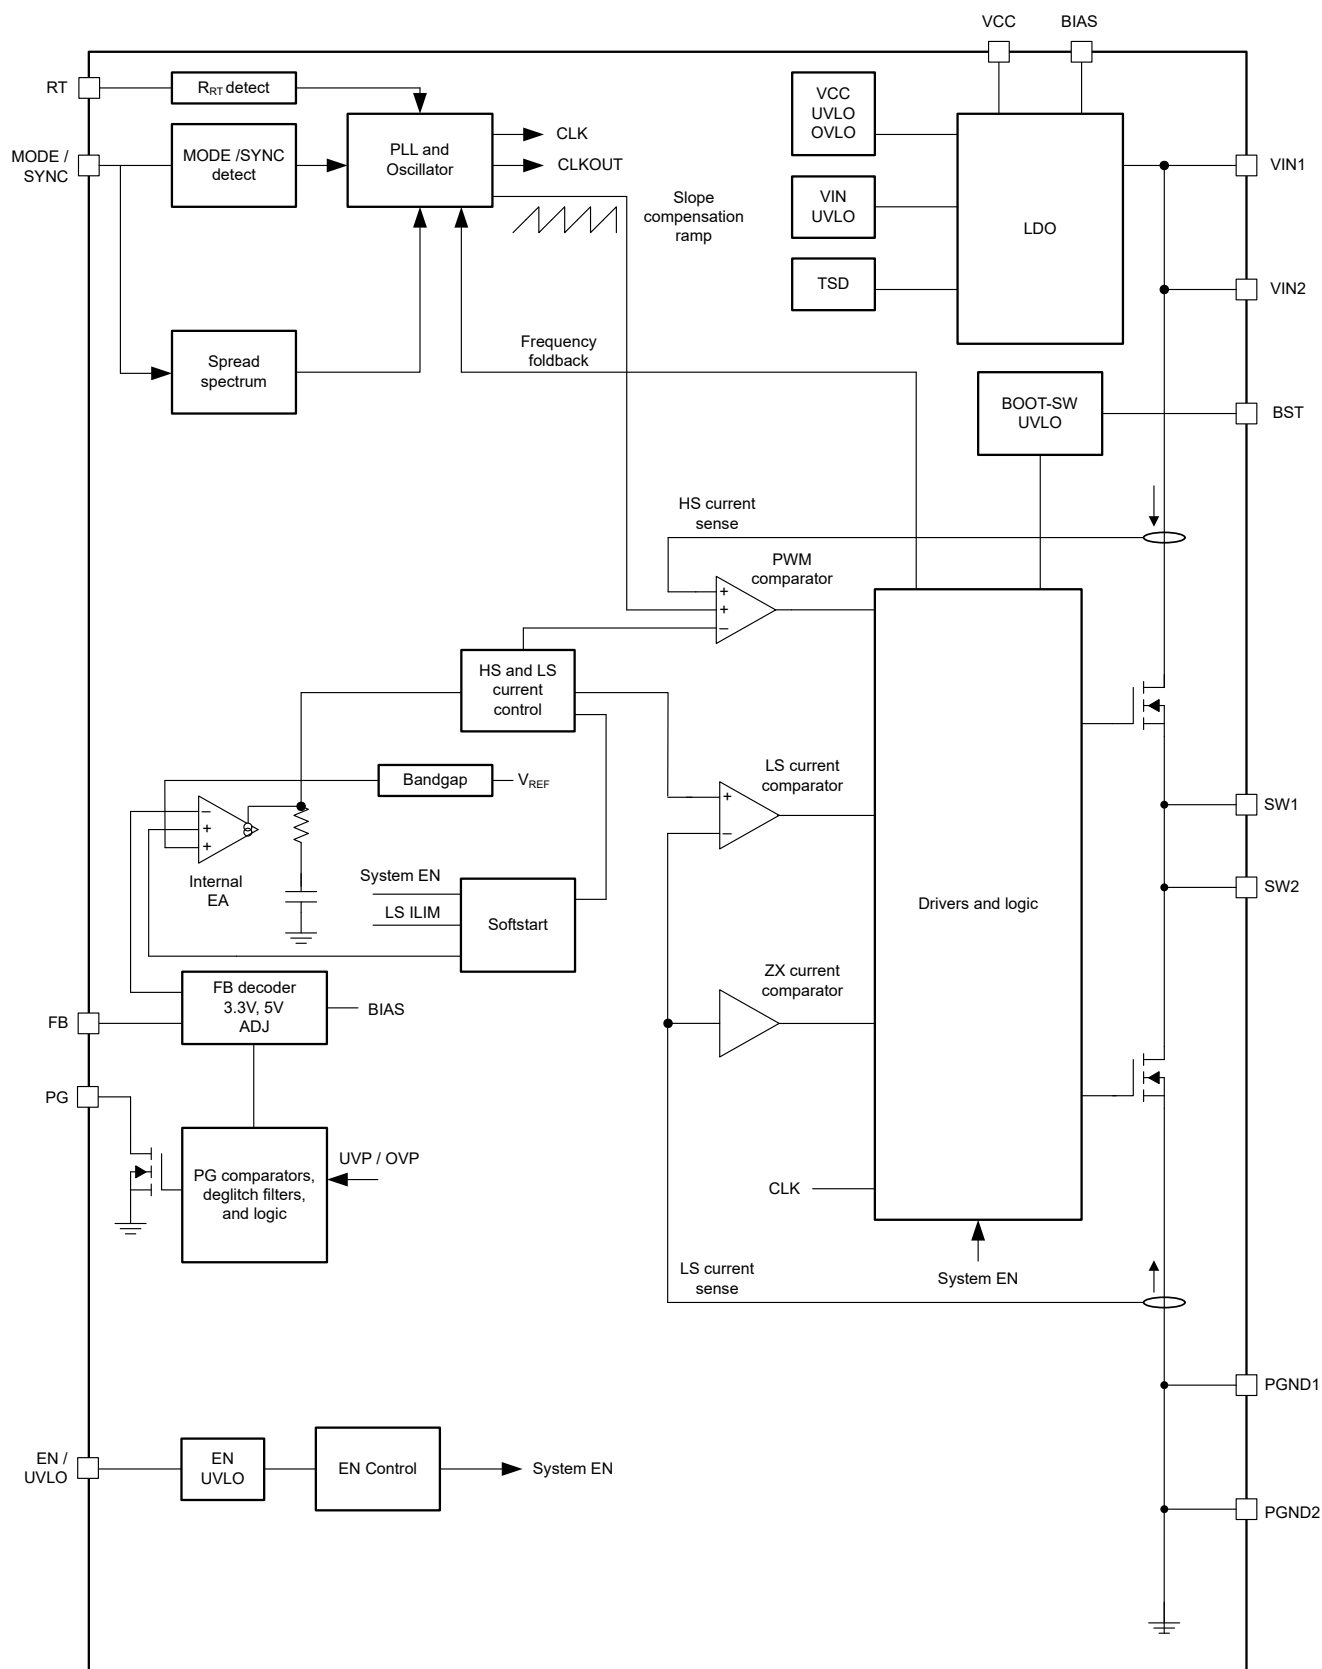 VCC
BIAS
RT
R_RT detect
MODE /
SYNC
MODE /SYNC
detect
PLL and
Oscillator
CLK
CLKOUT
Slope
compensation
ramp
VCC
UVLO
OVLO
VIN
UVLO
TSD
LDO
VIN1
VIN2
Spread
spectrum
Frequency
foldback
BOOT-SW
UVLO
BST
HS current
sense
PWM
comparator
+
+
–
HS and LS
current
control
Bandgap
V_REF
LS current
comparator
+
–
SW1
–
+
+
Internal
EA
System EN
LS ILIM
Softstart
Drivers and logic
SW2
FB decoder
3.3V, 5V
ADJ
BIAS
FB
ZX current
comparator
PG
PG comparators,
deglitch filters,
and logic
UVP / OVP
CLK
System EN
LS current
sense
PGND1
EN /
UVLO
EN
UVLO
EN Control
System EN
PGND2